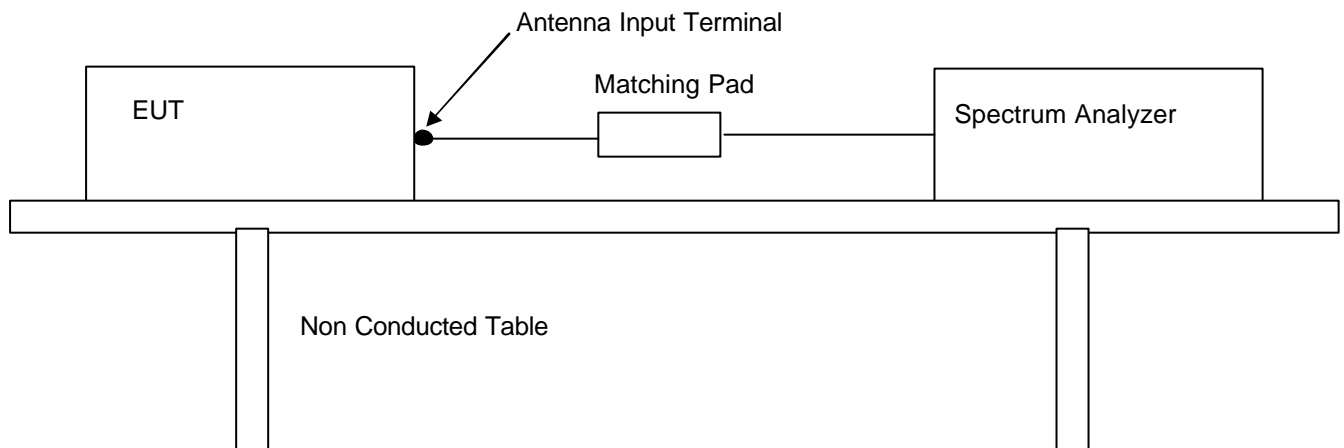 Antenna Input Terminal
Matching Pad
EUT
Spectrum Analyzer
Non Conducted Table